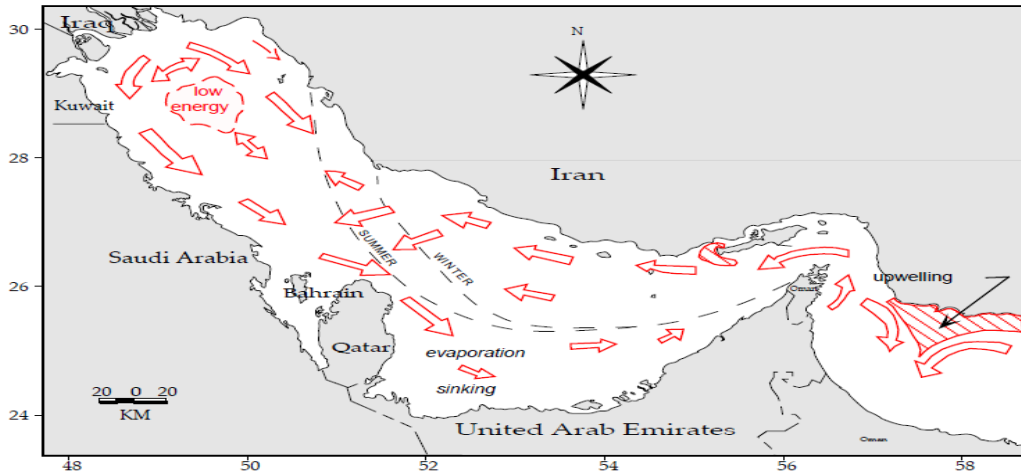 30
Iraq
N
low
energy
Kuwait
28
Iran
SUMMER
WINTER
Saudi Arabia
26
Bahrain
upwelling
Oman
Qatar
evaporation
sinking
20 0 20
KM
24
United Arab Emirates
Oman
48 50 52 54 56 58